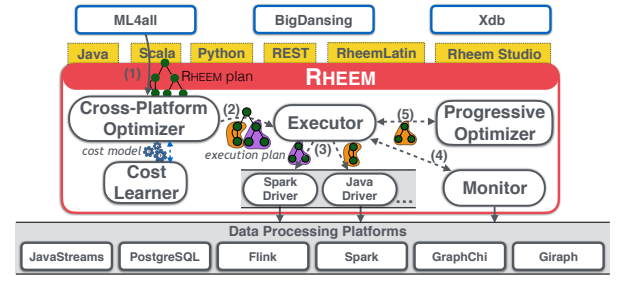 ML4all
BigDansing
Xdb
Java
Scala
Python
REST
RheemLatin
Rheem Studio
(1)
RHEEM plan
RHEEM
Cross-Platform
Optimizer
(2)
Executor
(5)
Progressive
Optimizer
cost model
execution plan
(3)
(4)
Cost
Learner
Spark
Driver
Java
Driver
...
Monitor
Data Processing Platforms
JavaStreams
PostgreSQL
Flink
Spark
GraphChi
Giraph